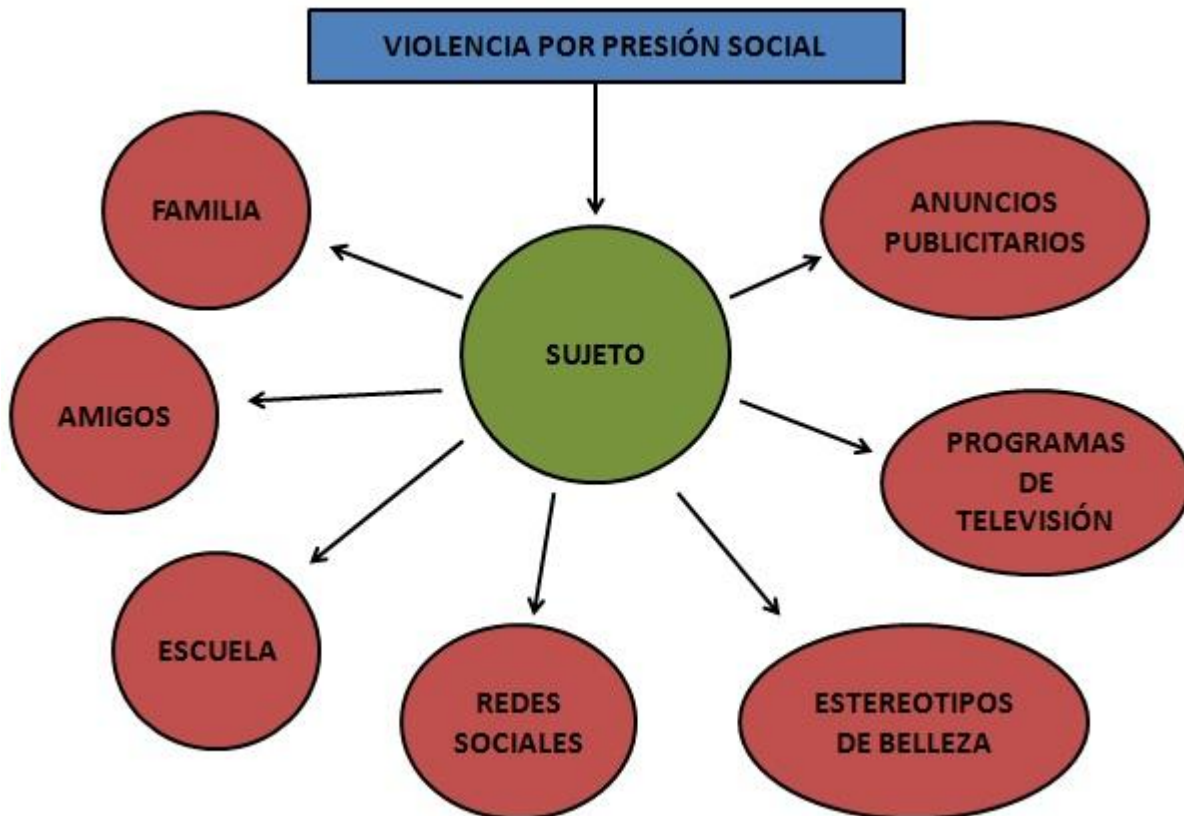 VIOLENCIA POR PRESIÓN SOCIAL
FAMILIA
ANUNCIOS
PUBLICITARIOS
SUJETO
AMIGOS
PROGRAMAS
DE
TELEVISIÓN
ESCUELA
REDES
SOCIALES
ESTEREOTIPOS
DE BELLEZA